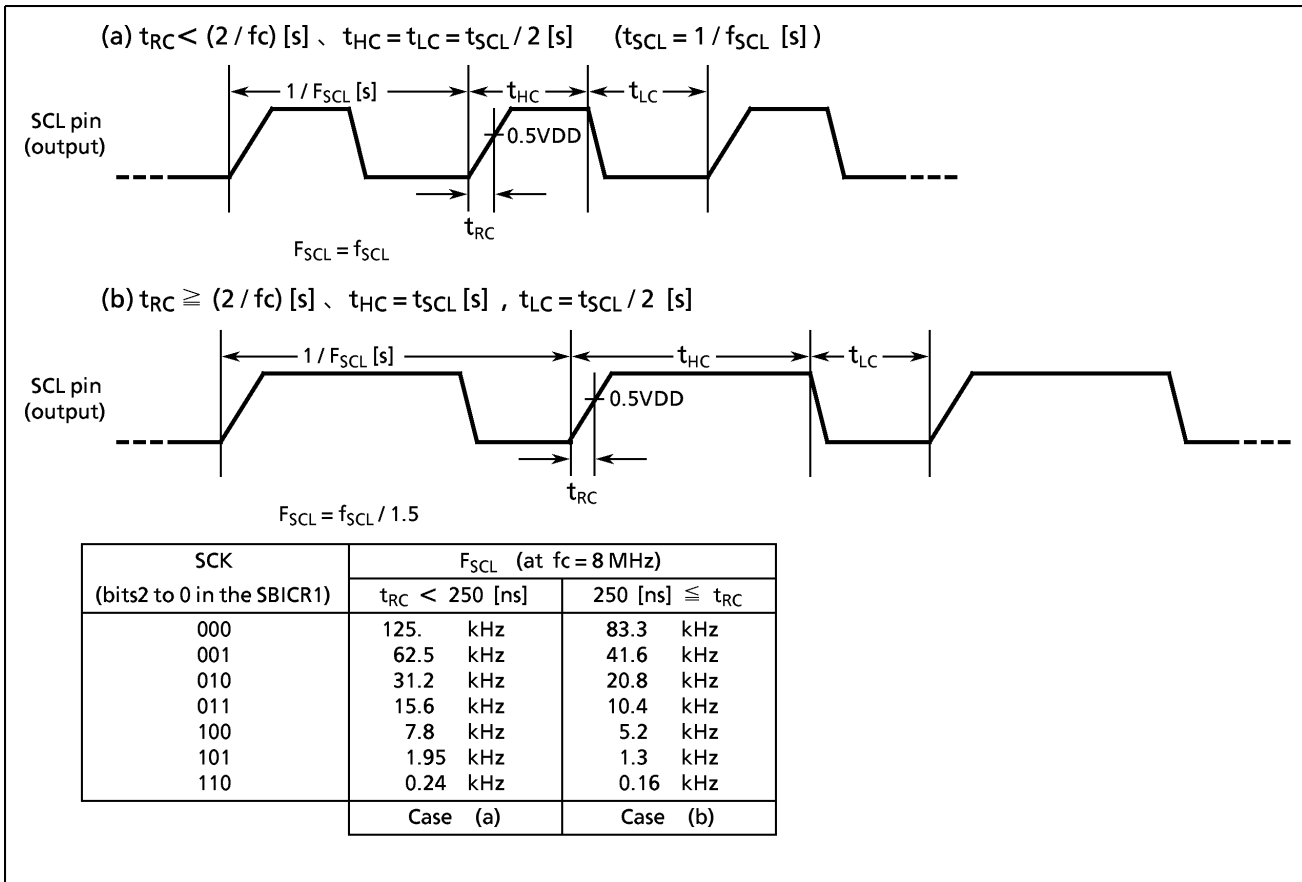 (a) tRC < (2 / fc) [s] 、 tHC = tLC = tSCL / 2 [s] (tSCL = 1 / fSCL [s] )
1 / FSCL [s]
tHC
tLC
SCL pin
(output)
0.5VDD
tRC
FSCL = fSCL
(b) tRC ≧ (2 / fc) [s] 、 tHC = tSCL [s] , tLC = tSCL / 2 [s]
1 / FSCL [s]
tHC
tLC
SCL pin
(output)
0.5VDD
tRC
FSCL = fSCL / 1.5
SCK FSCL (at fc = 8 MHz)
(bits2 to 0 in the SBICR1) tRC < 250 [ns] 250 [ns] ≦ tRC
000 125. kHz 83.3 kHz
001 62.5 kHz 41.6 kHz
010 31.2 kHz 20.8 kHz
011 15.6 kHz 10.4 kHz
100 7.8 kHz 5.2 kHz
101 1.95 kHz 1.3 kHz
110 0.24 kHz 0.16 kHz
Case (a) Case (b)